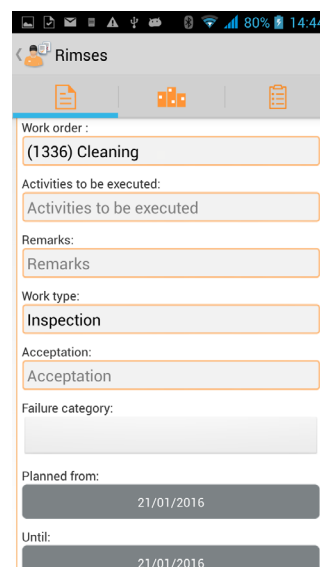 80% 14:44
Rimses
Work order :
(1336) Cleaning
Activities to be executed:
Activities to be executed
Remarks:
Remarks
Work type:
Inspection
Acceptation:
Acceptation
Failure category:
Planned from:
21/01/2016
Until:
21/01/2016